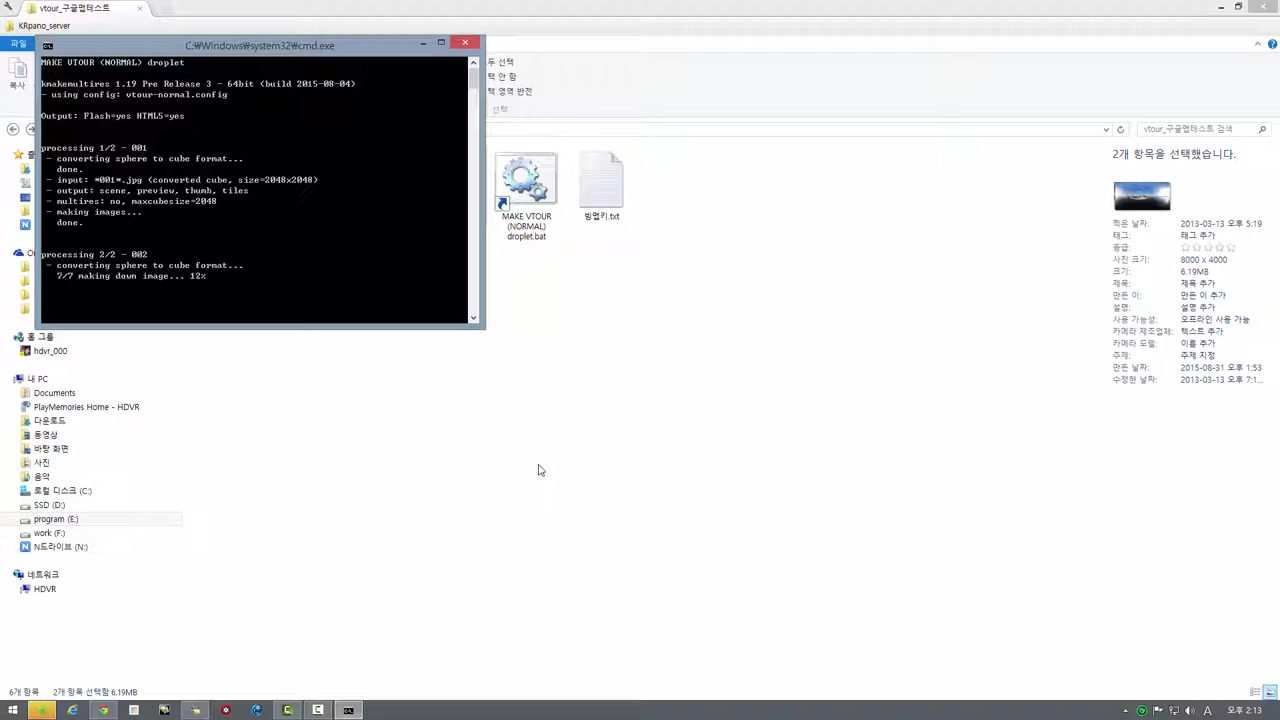 vtour_구글맵테스트
KRpano_server
파일
복사
C:\Windows\system32\cmd.exe
MAKE VTOUR (NORMAL) droplet
kmakemultires 1.19 Pre Release 3 - 64bit (build 2015-08-04)
- using config: vtour-normal.config
Output: Flash=yes HTML5=yes
processing 1/2 - 001
- converting sphere to cube format...
done.
- input: *001*.jpg (converted cube, size=2048x2048)
- output: scene, preview, thumb, tiles
- multires: no, maxcubesize=2048
- making images...
done.
processing 2/2 - 002
- converting sphere to cube format...
7/7 making down image... 12%
두 선택
택 안 함
택 영역 반전
선택
vtour_구글맵테스트 검색
MAKE VTOUR
(NORMAL)
droplet.bat
빙맵키.txt
2개 항목을 선택했습니다.
찍은 날짜: 2013-03-13 오후 5:19
태그: 태그 추가
등급:
사진 크기: 8000 x 4000
크기: 6.19MB
제목: 제목 추가
만든 이: 만든 이 추가
설명: 설명 추가
사용 가능성: 오프라인 사용 가능
카메라 제조업체: 텍스트 추가
카메라 모델: 이름 추가
주제: 주제 지정
만든 날짜: 2015-08-31 오후 1:53
수정한 날짜: 2013-03-13 오후 7:1...
홈 그룹
hdvr_000
내 PC
Documents
PlayMemories Home - HDVR
다운로드
동영상
바탕 화면
사진
음악
로컬 디스크 (C:)
SSD (D:)
program (E:)
work (F:)
N드라이브 (N:)
네트워크
HDVR
6개 항목 2개 항목 선택함 6.19MB
A 오후 2:13